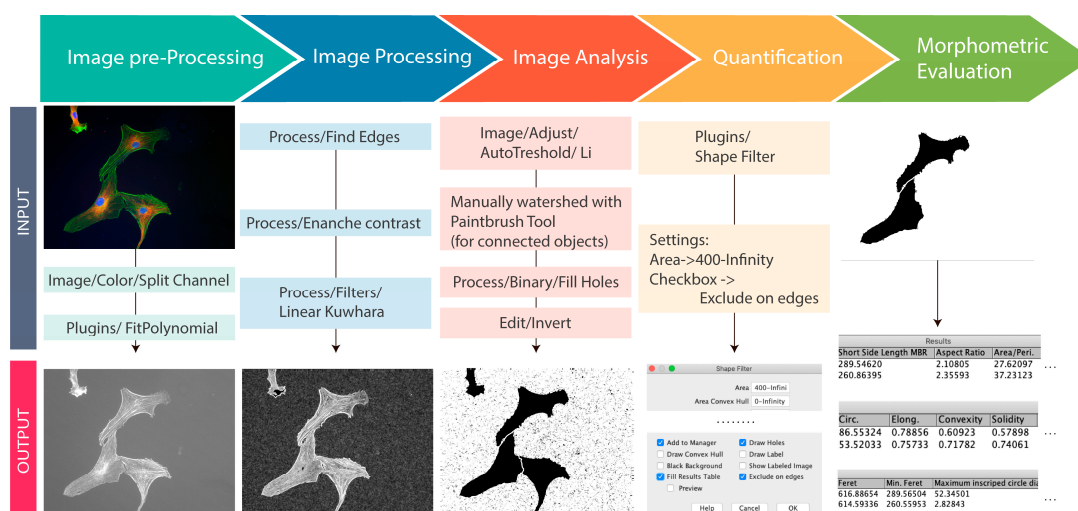 Image pre-Processing
Image Processing
Image Analysis
Quantification
Morphometric
Evaluation
INPUT
Image/Color/Split Channel
Plugins/ FitPolynomial
Process/Find Edges
Process/Enanche contrast
Process/Filters/
Linear Kuwhara
Image/Adjust/
AutoTreshold/ Li
Manually watershed with
Paintbrush Tool
(for connected objects)
Process/Binary/Fill Holes
Edit/Invert
Plugins/
Shape Filter
Settings:
Area->400-Infinity
Checkbox ->
Exclude on edges
OUTPUT
Shape Filter
Area 400-Infini
Area Convex Hull 0-Infinity
........
Add to Manager Draw Holes
Draw Convex Hull Draw Label
Black Background Show Labeled Image
Fill Results Table Exclude on edges
Preview
Help Cancel OK
Results
Short Side Length MBR Aspect Ratio Area/Peri.
289.54620 2.10805 27.62097
260.86395 2.35593 37.23123
...
Circ. Elong. Convexity Solidity
86.55324 0.78856 0.60923 0.57898
53.52033 0.75733 0.71782 0.74061
...
Feret Min. Feret Maximum inscriped circle dia
616.88654 289.56504 52.34501
614.59336 260.55953 2.82843
...